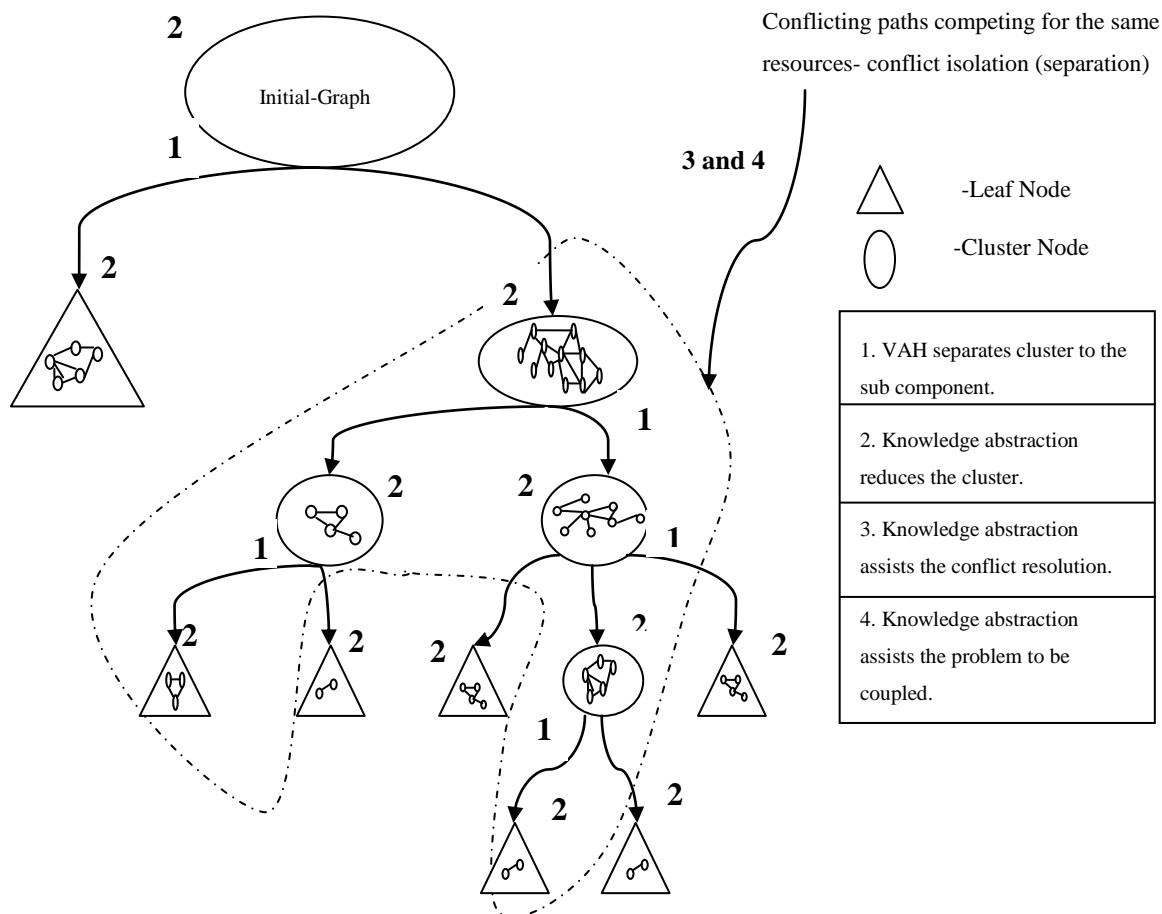 Conflicting paths competing for the same
resources- conflict isolation (separation)
2
Initial-Graph
1
3 and 4
-Leaf Node
-Cluster Node
2
2
1. VAH separates cluster to the
sub component.
2. Knowledge abstraction
reduces the cluster.
3. Knowledge abstraction
assists the conflict resolution.
4. Knowledge abstraction
assists the problem to be
coupled.
1
2
2
1
1
2
2
2
2
2
1
2
2